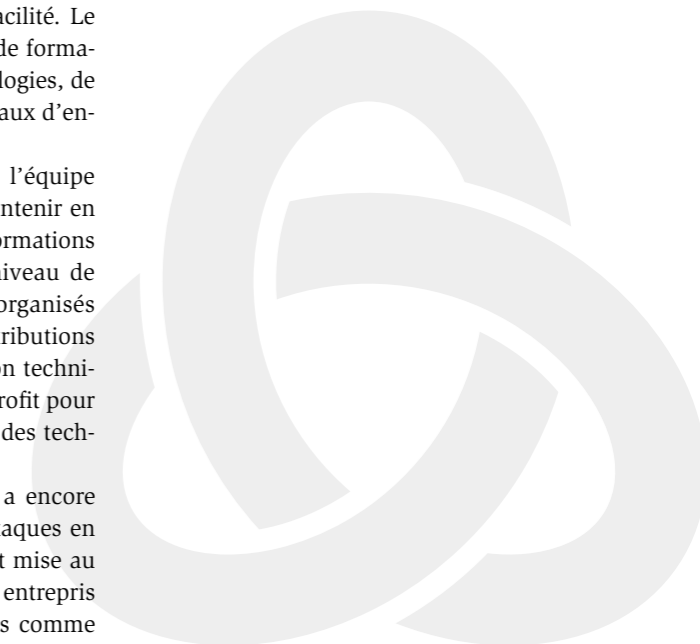 acilité. Le
de forma-
logies, de
aux d’en-
l’équipe
ntenir en
ormations
niveau de
organisés
ributions
on techni-
rofit pour
des tech-
a encore
taques en
t mise au
entrepris
s comme